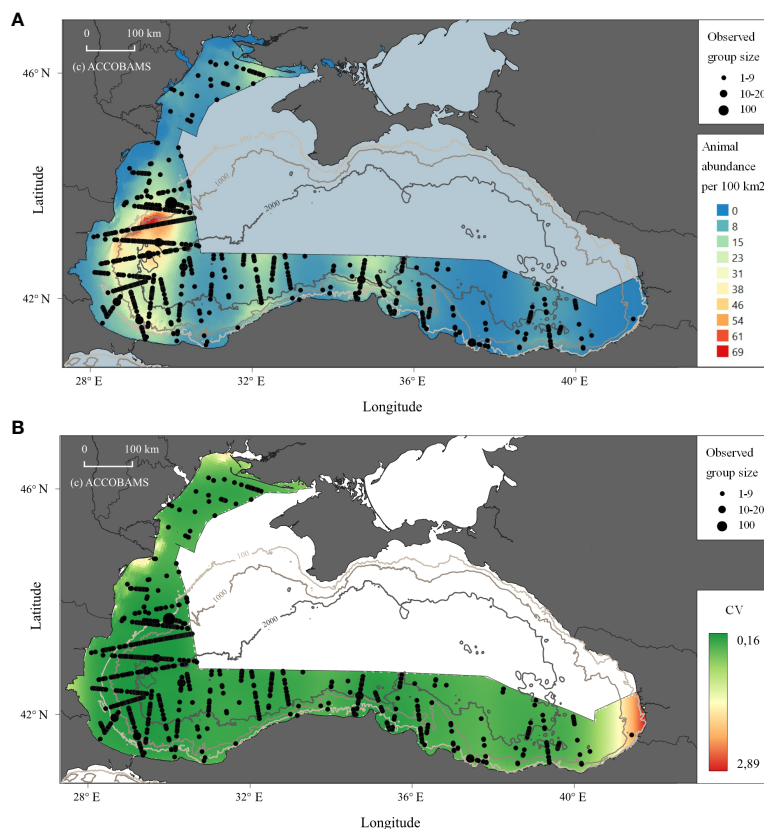 A
0 100 km
(c) ACCOBAMS
46° N
42° N
Latitude
1000
2000
28° E
32° E
36° E
40° E
Longitude
Observed
group size
1-9
10-20
100
Animal
abundance
per 100 km2
0
8
15
23
31
38
46
54
61
69
B
0 100 km
(c) ACCOBAMS
46° N
42° N
Latitude
100
1000
2000
28° E
32° E
36° E
40° E
Longitude
Observed
group size
1-9
10-20
100
CV
0,16
2,89